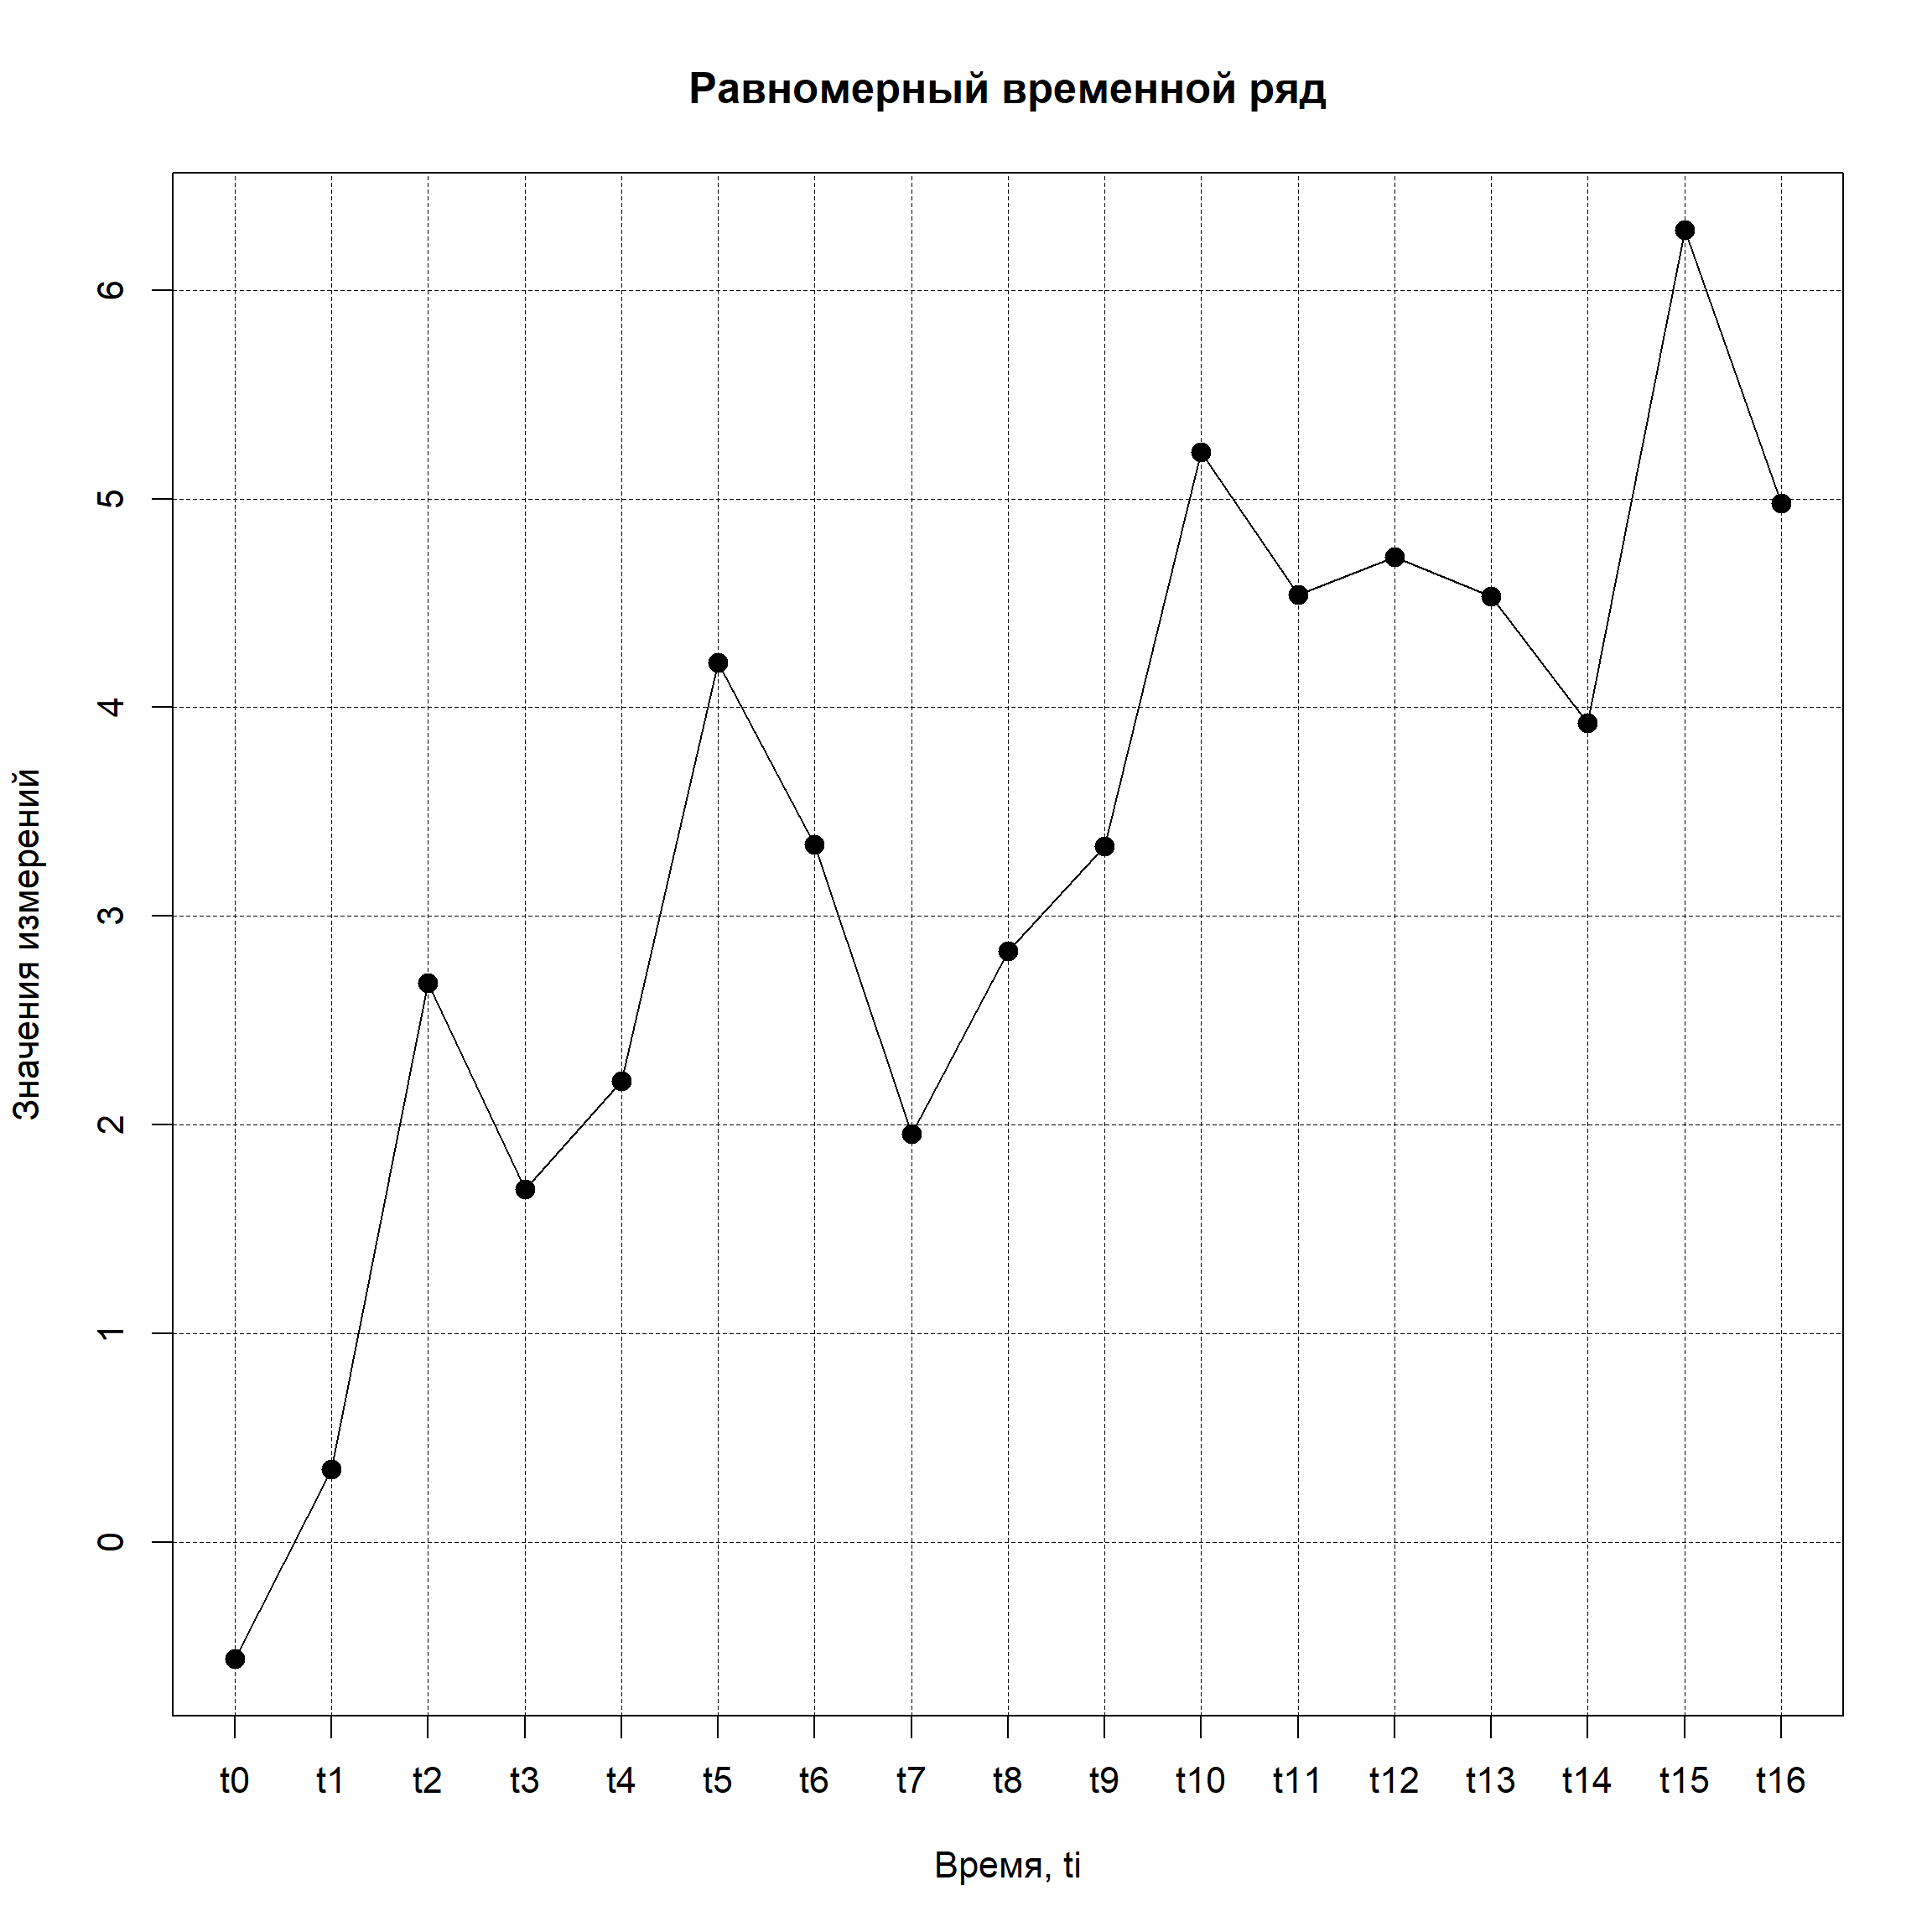 Равномерный временной ряд
Значения измерений
6
5
4
3
2
1
0
t0 t1 t2 t3 t4 t5 t6 t7 t8 t9 t10 t11 t12 t13 t14 t15 t16
Время, ti